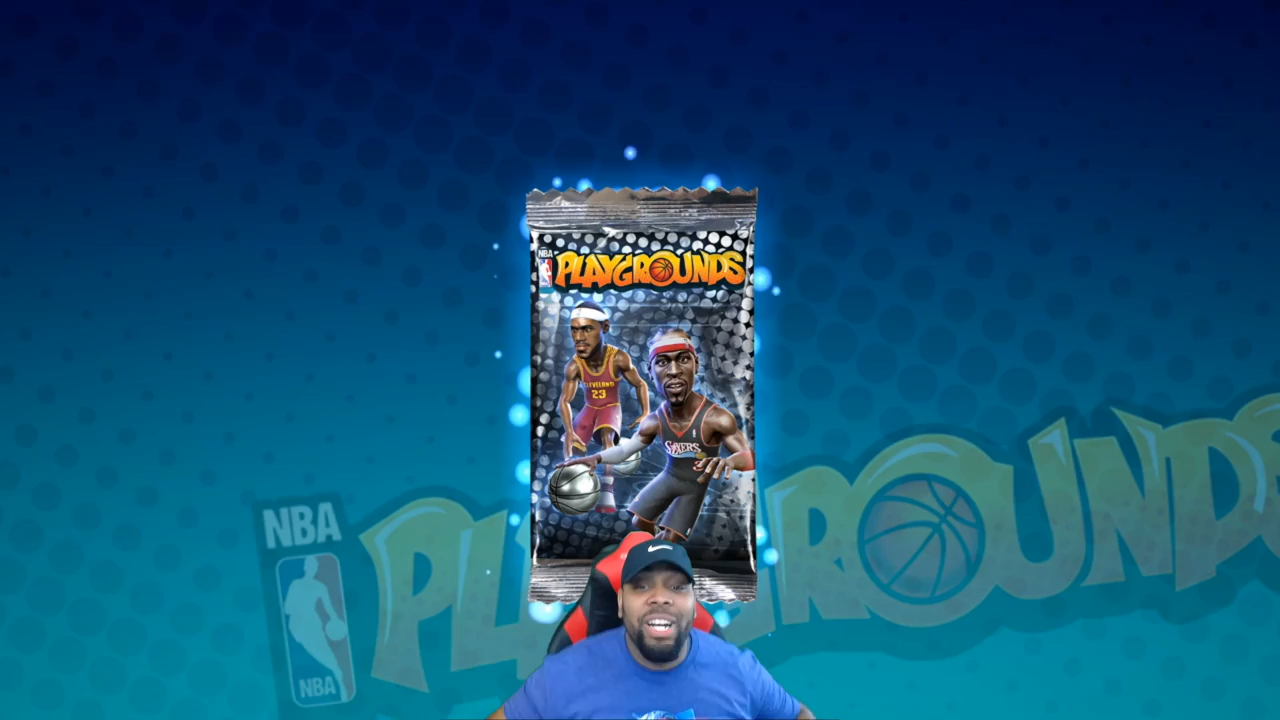 NBA
PLAYGROUNDS
CLEVELAND
23
SIXERS
NBA
PLAYGROUNDS
NBA